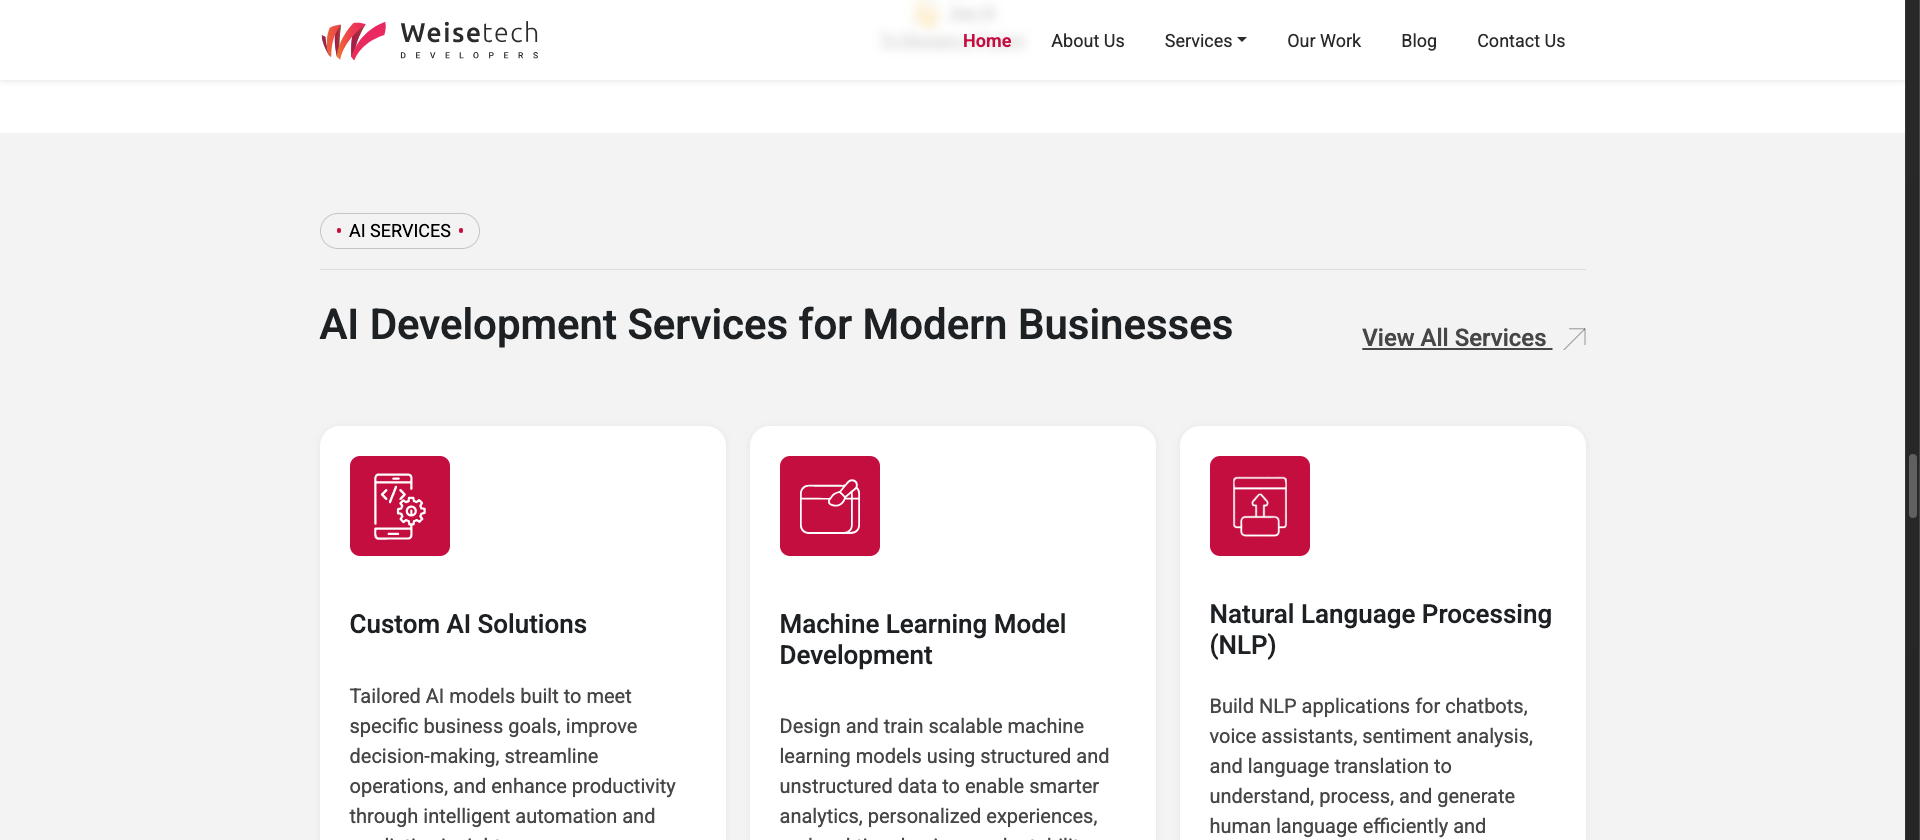 Weisetech
DEVELOPERS
Home
About Us
Services
Our Work
Blog
Contact Us
• AI SERVICES •
AI Development Services for Modern Businesses
View All Services
Custom AI Solutions
Tailored AI models built to meet
specific business goals, improve
decision-making, streamline
operations, and enhance productivity
through intelligent automation and
Machine Learning Model
Development
Design and train scalable machine
learning models using structured and
unstructured data to enable smarter
analytics, personalized experiences,
Natural Language Processing
(NLP)
Build NLP applications for chatbots,
voice assistants, sentiment analysis,
and language translation to
understand, process, and generate
human language efficiently and